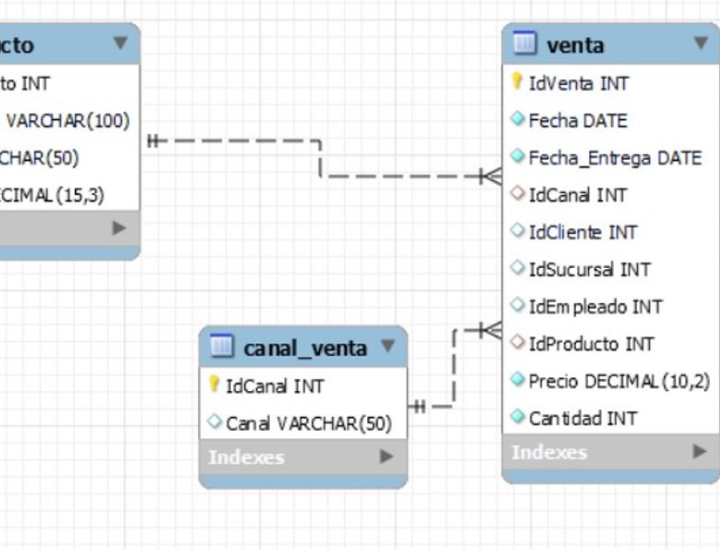 cto
to INT
VARCHAR(100)
CHAR(50)
ECIMAL(15,3)
venta
IdVenta INT
Fecha DATE
Fecha_Entrega DATE
IdCanal INT
IdCliente INT
IdSucursal INT
IdEmpleado INT
IdProducto INT
Precio DECIMAL(10,2)
Cantidad INT
Indexes
canal_venta
IdCanal INT
Canal VARCHAR(50)
Indexes